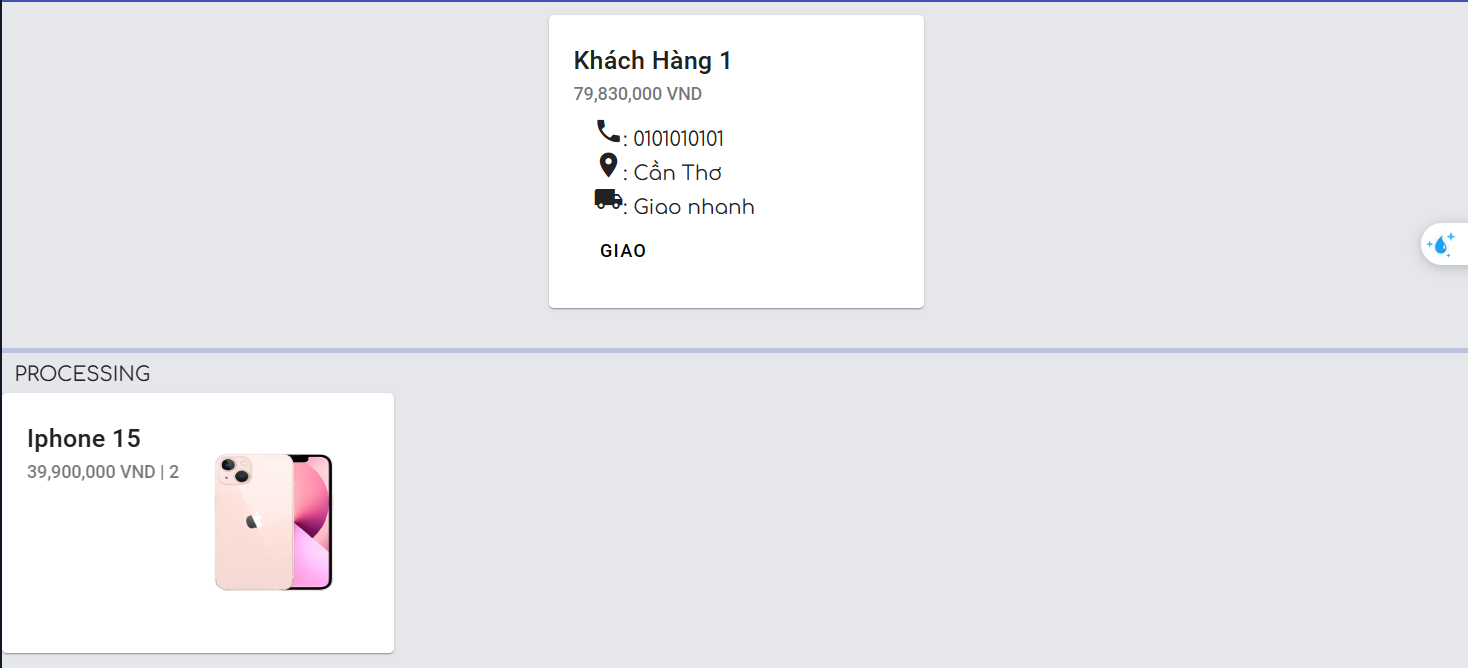 Khách Hàng 1
79,830,000 VND
: 0101010101
: Cần Thơ
: Giao nhanh
GIAO
PROCESSING
Iphone 15
39,900,000 VND | 2